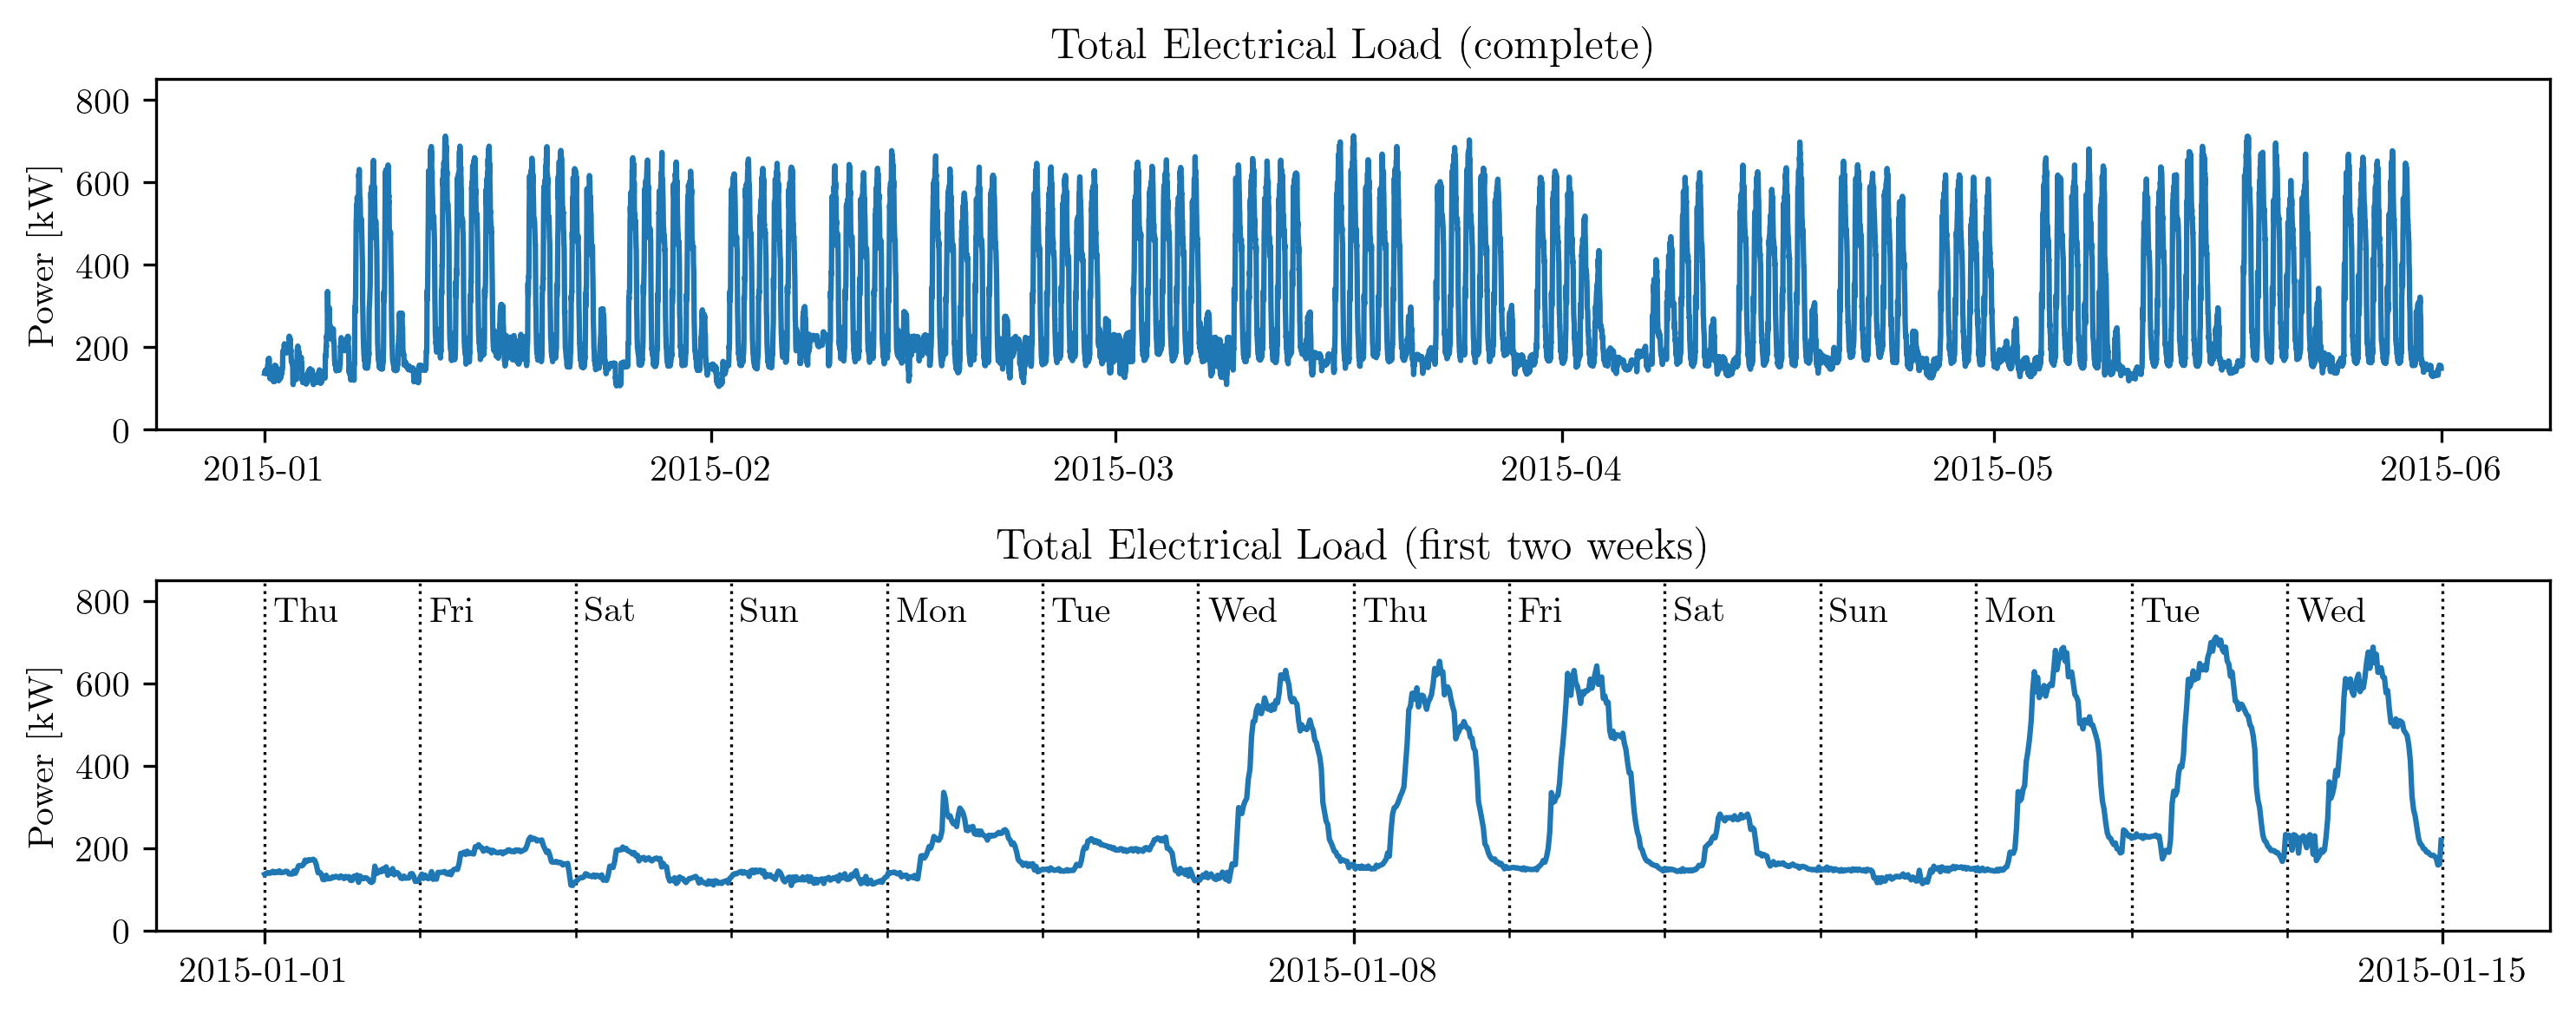 Total Electrical Load (complete)
Power [kW]
800
600
400
200
0
2015-01 2015-02 2015-03 2015-04 2015-05 2015-06
Total Electrical Load (first two weeks)
Power [kW]
800
600
400
200
0
Thu Fri Sat Sun Mon Tue Wed Thu Fri Sat Sun Mon Tue Wed
2015-01-01 2015-01-08 2015-01-15